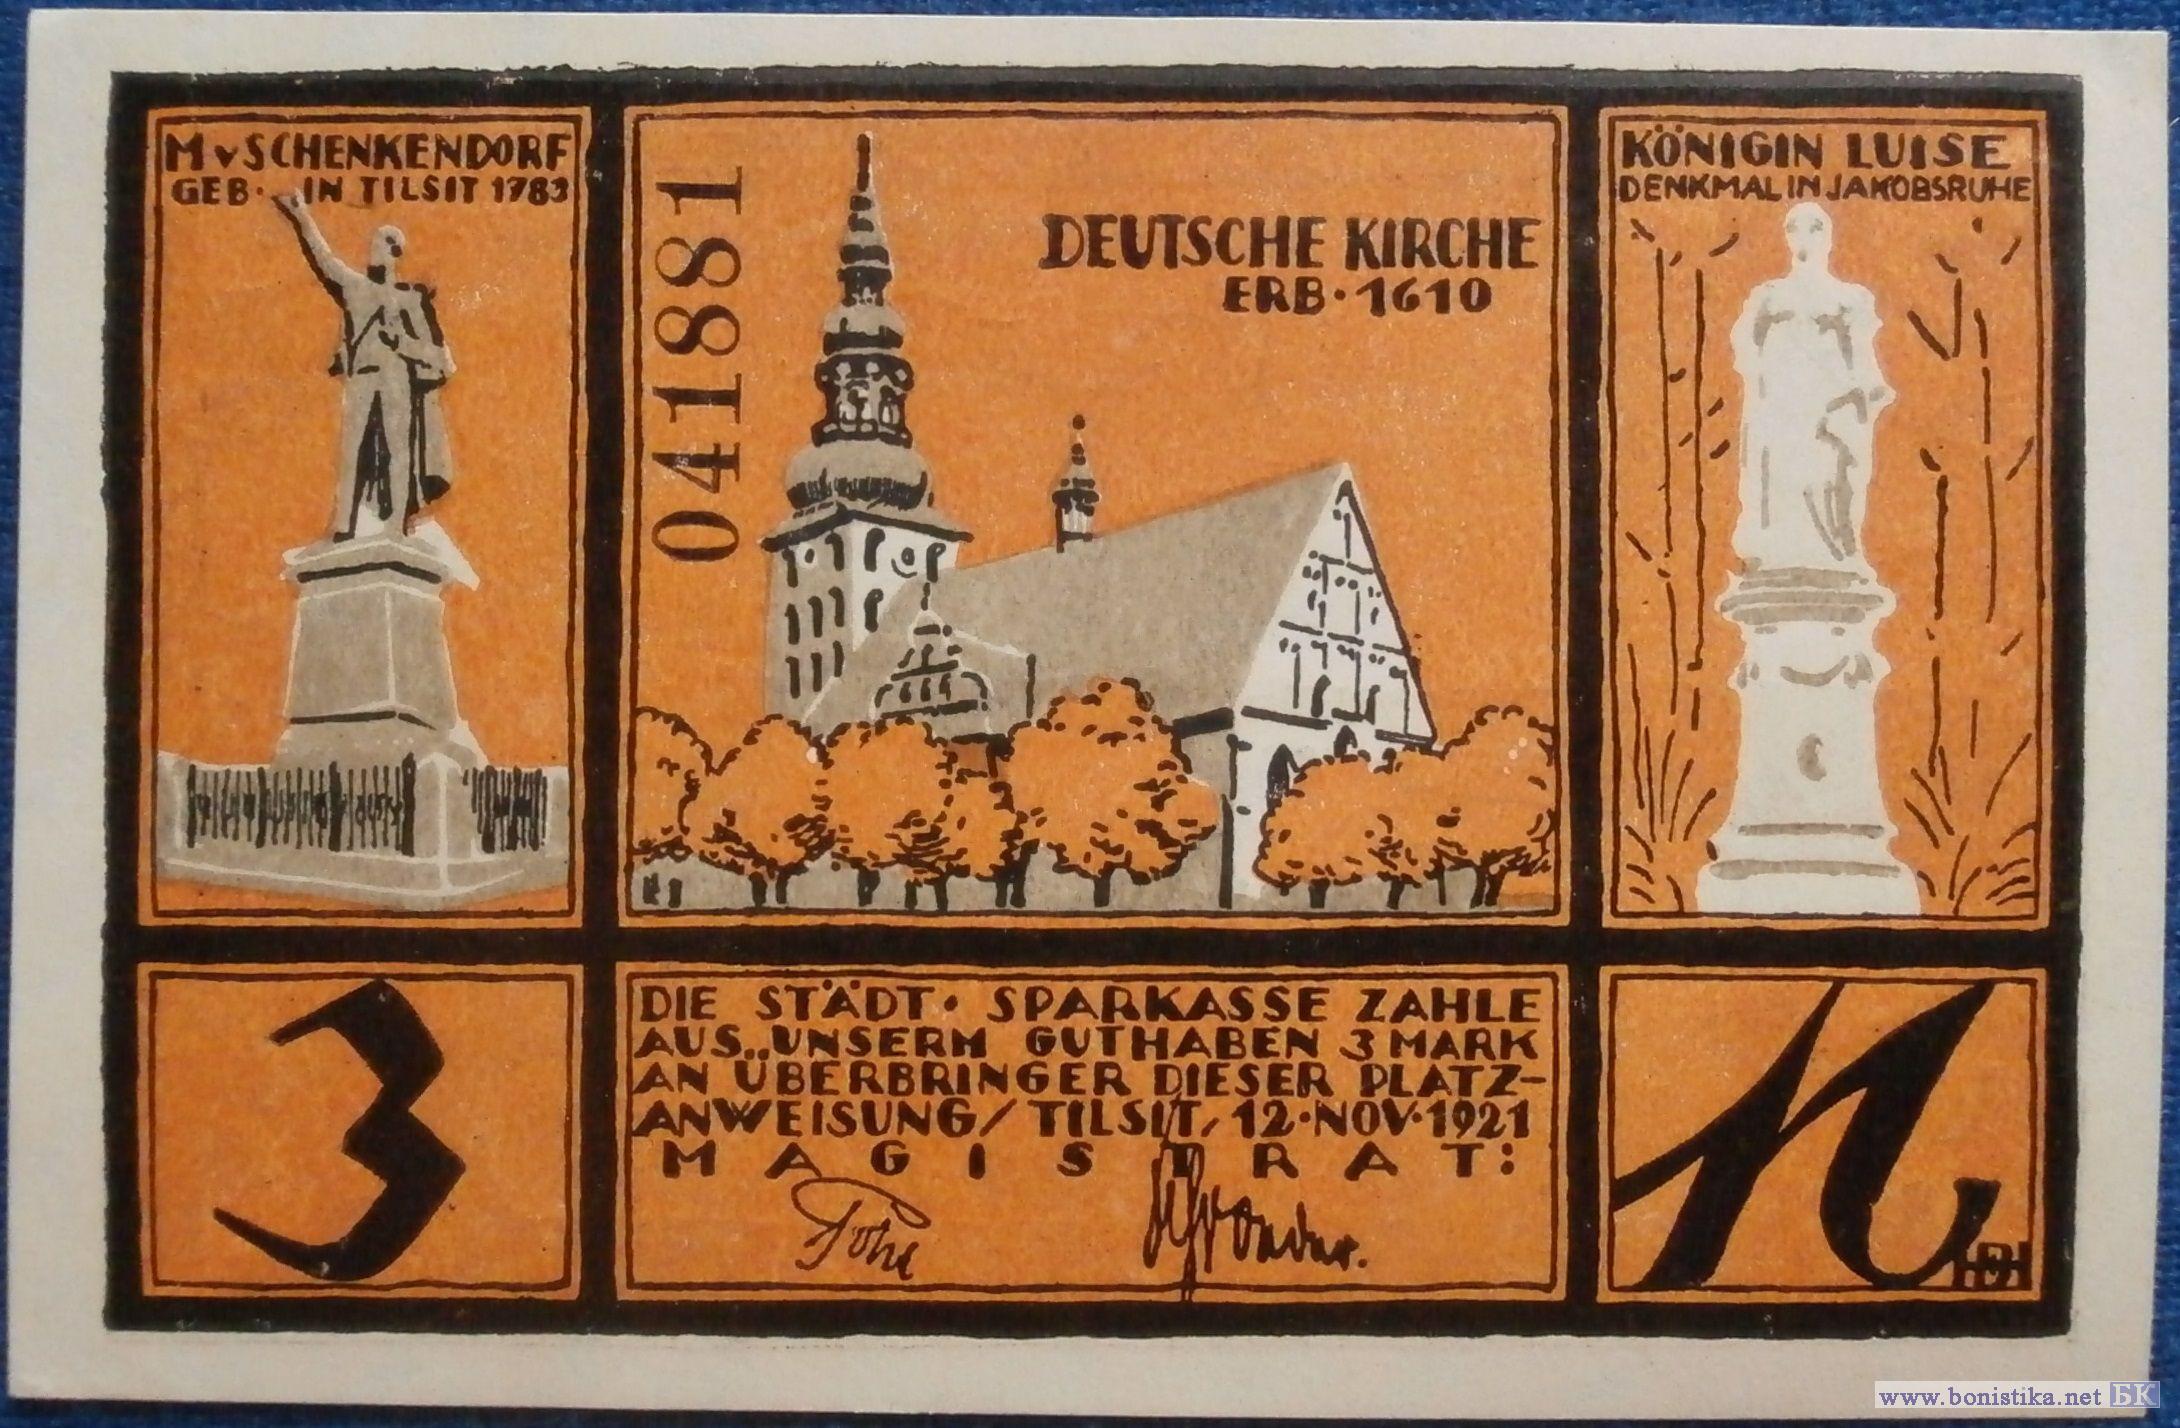 M v SCHENKENDORF
GEB · IN TILSIT 1783
041881
DEUTSCHE KIRCHE
ERB · 1610
KÖNIGIN LUISE
DENKMAL IN JAKOBSRUHE
3
DIE STÄDT· SPARKASSE ZAHLE
AUS UNSERM GUTHABEN 3 MARK
AN ÜBERBRINGER DIESER PLATZ-
ANWEISUNG/ TILSIT, 12·NOV·1921
MAGISTRAT:
Pohl
M
www.bonistika.net БК